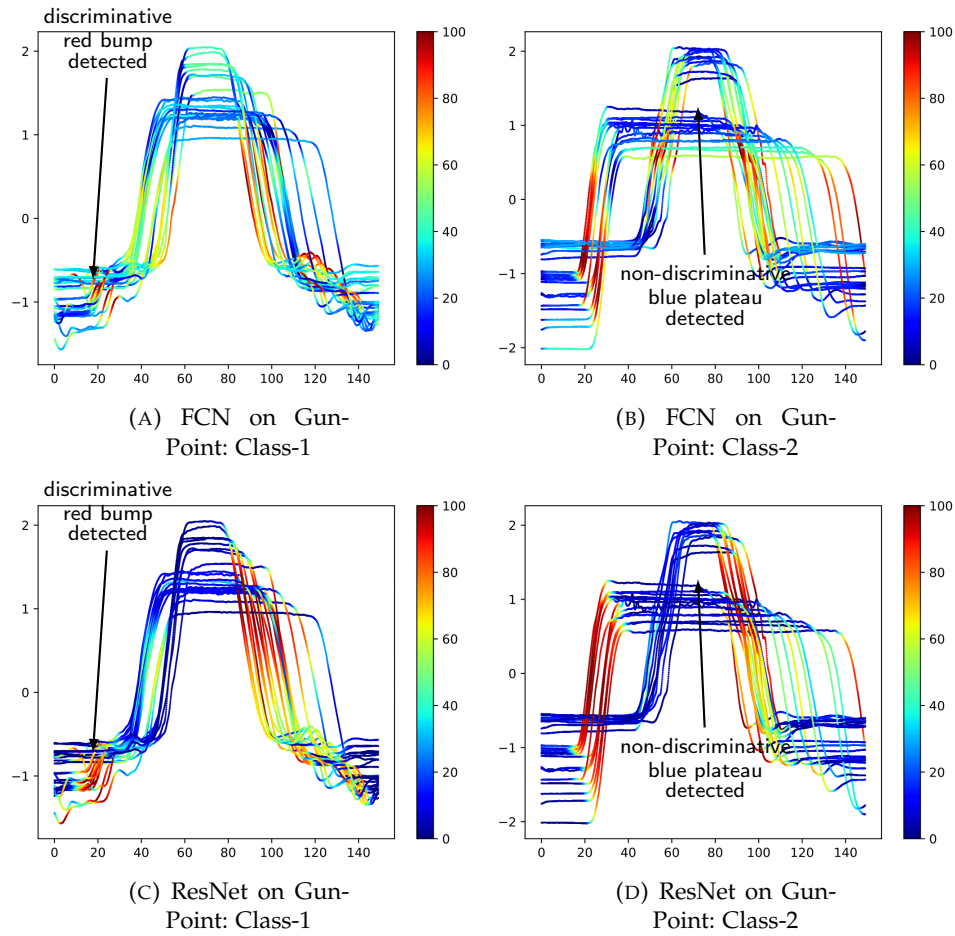 discriminative
red bump
detected
2
1
0
−1
0 20 40 60 80 100 120 140
100
80
60
40
20
0
(A) FCN on Gun-
Point: Class-1
2
1
0
−1
−2
0 20 40 60 80 100 120 140
100
80
60
40
20
0
non-discriminative
blue plateau
detected
(B) FCN on Gun-
Point: Class-2
discriminative
red bump
detected
2
1
0
−1
0 20 40 60 80 100 120 140
100
80
60
40
20
0
(C) ResNet on Gun-
Point: Class-1
2
1
0
−1
−2
0 20 40 60 80 100 120 140
100
80
60
40
20
0
non-discriminative
blue plateau
detected
(D) ResNet on Gun-
Point: Class-2